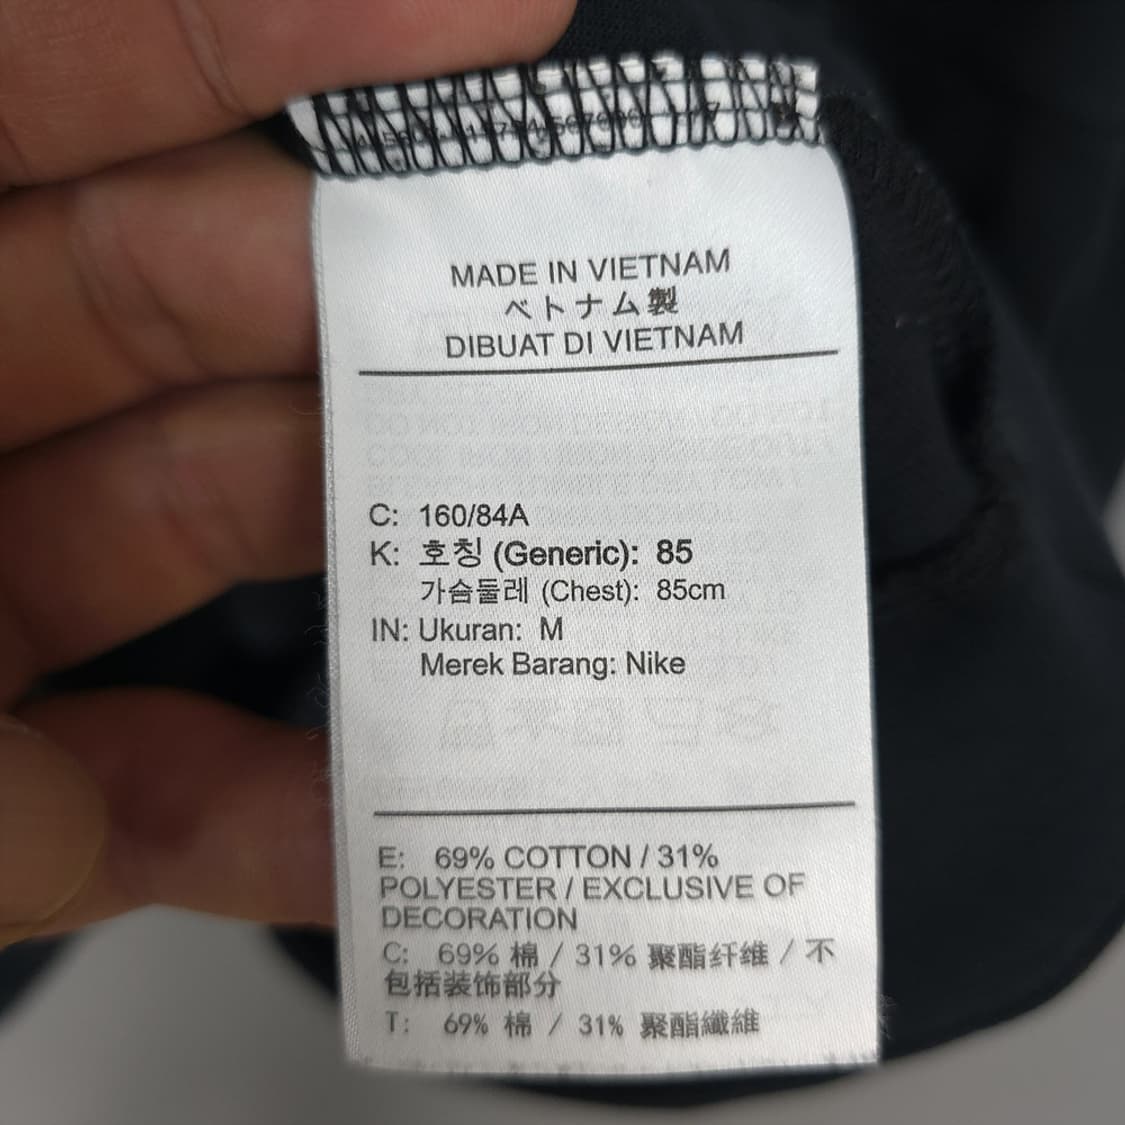 MADE IN VIETNAM
ベトナム製
DIBUAT DI VIETNAM
C: 160/84A
K: 호칭 (Generic): 85
가슴둘레 (Chest): 85cm
IN: Ukuran: M
Merek Barang: Nike
E: 69% COTTON / 31%
POLYESTER / EXCLUSIVE OF
DECORATION
C: 69% 棉 / 31% 聚酯纤维 / 不
包括装饰部分
T: 69% 棉 / 31% 聚酯纖維